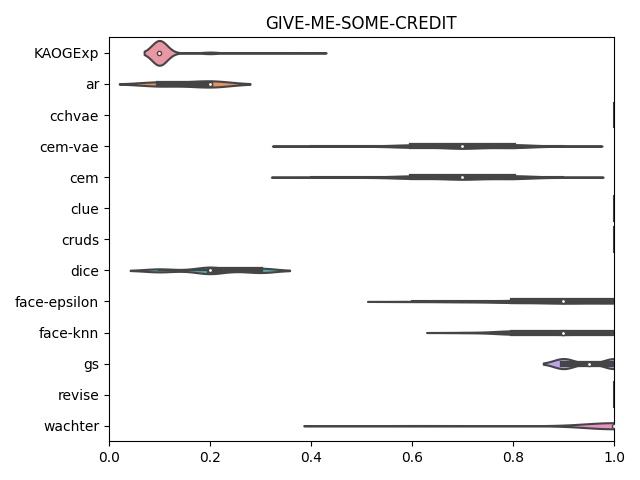 GIVE-ME-SOME-CREDIT
KAOGExp
ar
cchvae
cem-vae
cem
clue
cruds
dice
face-epsilon
face-knn
gs
revise
wachter
0.0 0.2 0.4 0.6 0.8 1.0